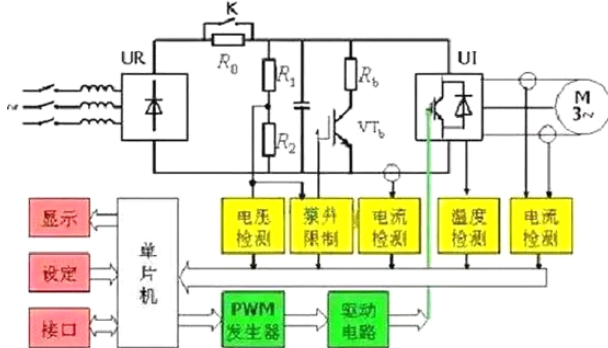 K
UR
R0
R1
Rb
UI
M
3~
~
R2
VTb
电压
检测
泵升
限制
电流
检测
温度
检测
电流
检测
显示
设定
接口
单
片
机
PWM
发生器
驱动
电路